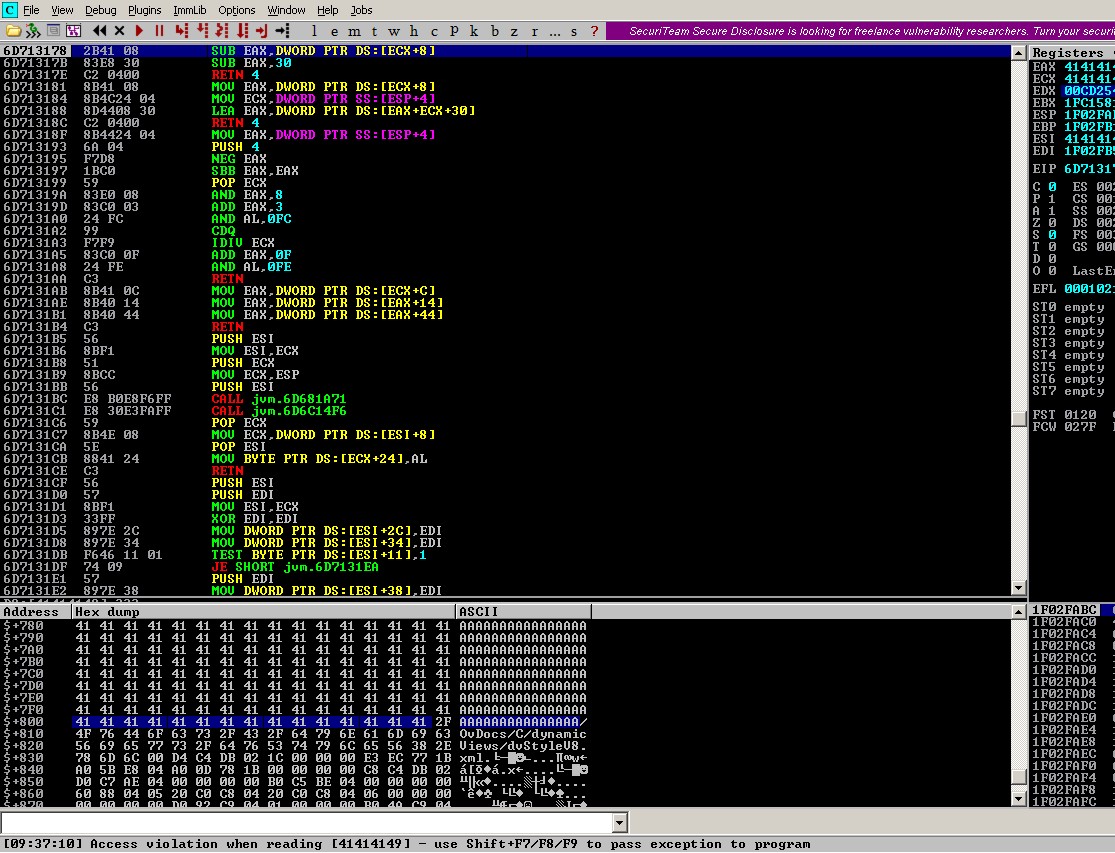 File View Debug Plugins ImmLib Options Window Help Jobs
l e m t w h c p k b z r ... s ?
SecuriTeam Secure Disclosure is looking for freelance vulnerability researchers. Turn your securit
6D713178 2B41 08 SUB EAX,DWORD PTR DS:[ECX+8]
6D71317B 83E8 30 SUB EAX,30
6D71317E C2 0400 RETN 4
6D713181 8B41 08 MOV EAX,DWORD PTR DS:[ECX+8]
6D713184 8B4C24 04 MOV ECX,DWORD PTR SS:[ESP+4]
6D713188 8D4408 30 LEA EAX,DWORD PTR DS:[EAX+ECX+30]
6D71318C C2 0400 RETN 4
6D71318F 8B4424 04 MOV EAX,DWORD PTR SS:[ESP+4]
6D713193 6A 04 PUSH 4
6D713195 F7D8 NEG EAX
6D713197 1BC0 SBB EAX,EAX
6D713199 59 POP ECX
6D71319A 83E0 08 AND EAX,8
6D71319D 83C0 03 ADD EAX,3
6D7131A0 24 FC AND AL,0FC
6D7131A2 99 CDQ
6D7131A3 F7F9 IDIV ECX
6D7131A5 83C0 0F ADD EAX,0F
6D7131A8 24 FE AND AL,0FE
6D7131AA C3 RETN
6D7131AB 8B41 0C MOV EAX,DWORD PTR DS:[ECX+C]
6D7131AE 8B40 14 MOV EAX,DWORD PTR DS:[EAX+14]
6D7131B1 8B40 44 MOV EAX,DWORD PTR DS:[EAX+44]
6D7131B4 C3 RETN
6D7131B5 56 PUSH ESI
6D7131B6 8BF1 MOV ESI,ECX
6D7131B8 51 PUSH ECX
6D7131B9 8BCC MOV ECX,ESP
6D7131BB 56 PUSH ESI
6D7131BC E8 B0E8F6FF CALL jvm.6D681A71
6D7131C1 E8 30E3FAFF CALL jvm.6D6C14F6
6D7131C6 59 POP ECX
6D7131C7 8B4E 08 MOV ECX,DWORD PTR DS:[ESI+8]
6D7131CA 5E POP ESI
6D7131CB 8841 24 MOV BYTE PTR DS:[ECX+24],AL
6D7131CE C3 RETN
6D7131CF 56 PUSH ESI
6D7131D0 57 PUSH EDI
6D7131D1 8BF1 MOV ESI,ECX
6D7131D3 33FF XOR EDI,EDI
6D7131D5 897E 2C MOV DWORD PTR DS:[ESI+2C],EDI
6D7131D8 897E 34 MOV DWORD PTR DS:[ESI+34],EDI
6D7131DB F646 11 01 TEST BYTE PTR DS:[ESI+11],1
6D7131DF 74 09 JE SHORT jvm.6D7131EA
6D7131E1 57 PUSH EDI
6D7131E2 897E 38 MOV DWORD PTR DS:[ESI+38],EDI
Registers
EAX 414141
ECX 414141
EDX 00CD254
EBX 1FC158
ESP 1F02FA
EBP 1F02FB
ESI 414141
EDI 1F02FB
EIP 6D7131
C 0 ES 00
P 1 CS 00
A 1 SS 00
Z 0 DS 00
S 0 FS 00
T 0 GS 00
D 0
O 0 LastE
EFL 000102
ST0 empty
ST1 empty
ST2 empty
ST3 empty
ST4 empty
ST5 empty
ST6 empty
ST7 empty
FST 0120
FCW 027F
Address Hex dump ASCII
$+780 41 41 41 41 41 41 41 41 41 41 41 41 41 41 41 41 AAAAAAAAAAAAAAAA
$+790 41 41 41 41 41 41 41 41 41 41 41 41 41 41 41 41 AAAAAAAAAAAAAAAA
$+7A0 41 41 41 41 41 41 41 41 41 41 41 41 41 41 41 41 AAAAAAAAAAAAAAAA
$+7B0 41 41 41 41 41 41 41 41 41 41 41 41 41 41 41 41 AAAAAAAAAAAAAAAA
$+7C0 41 41 41 41 41 41 41 41 41 41 41 41 41 41 41 41 AAAAAAAAAAAAAAAA
$+7D0 41 41 41 41 41 41 41 41 41 41 41 41 41 41 41 41 AAAAAAAAAAAAAAAA
$+7E0 41 41 41 41 41 41 41 41 41 41 41 41 41 41 41 41 AAAAAAAAAAAAAAAA
$+7F0 41 41 41 41 41 41 41 41 41 41 41 41 41 41 41 41 AAAAAAAAAAAAAAAA
$+800 41 41 41 41 41 41 41 41 41 41 41 41 41 41 41 2F AAAAAAAAAAAAAAA/
$+810 4F 76 44 6F 63 73 2F 43 2F 64 79 6E 61 6D 69 63 OvDocs/C/dynamic
$+820 56 69 65 77 73 2F 64 76 53 74 79 6C 65 56 38 2E Views/dvStyleV8.
$+830 78 6D 6C 00 D4 C4 DB 02 1C 00 00 00 E3 EC 77 1B xml.
$+840 A0 5B E8 04 A0 0D 78 1B 00 00 00 00 C8 C4 DB 02
$+850 D0 C7 AE 04 00 00 00 00 B0 C5 BE 04 00 00 00 00
$+860 60 88 04 05 20 C0 C8 04 20 C0 C8 04 06 00 00 00
$+870 00 00 00 00 D0 92 C9 04 01 00 00 00 B0 4A C9 04
1F02FABC
1F02FAC0
1F02FAC4
1F02FAC8
1F02FACC
1F02FAD0
1F02FAD4
1F02FAD8
1F02FADC
1F02FAE0
1F02FAE4
1F02FAE8
1F02FAEC
1F02FAF0
1F02FAF4
1F02FAF8
1F02FAFC
[09:37:10] Access violation when reading [41414149] - use Shift+F7/F8/F9 to pass exception to program